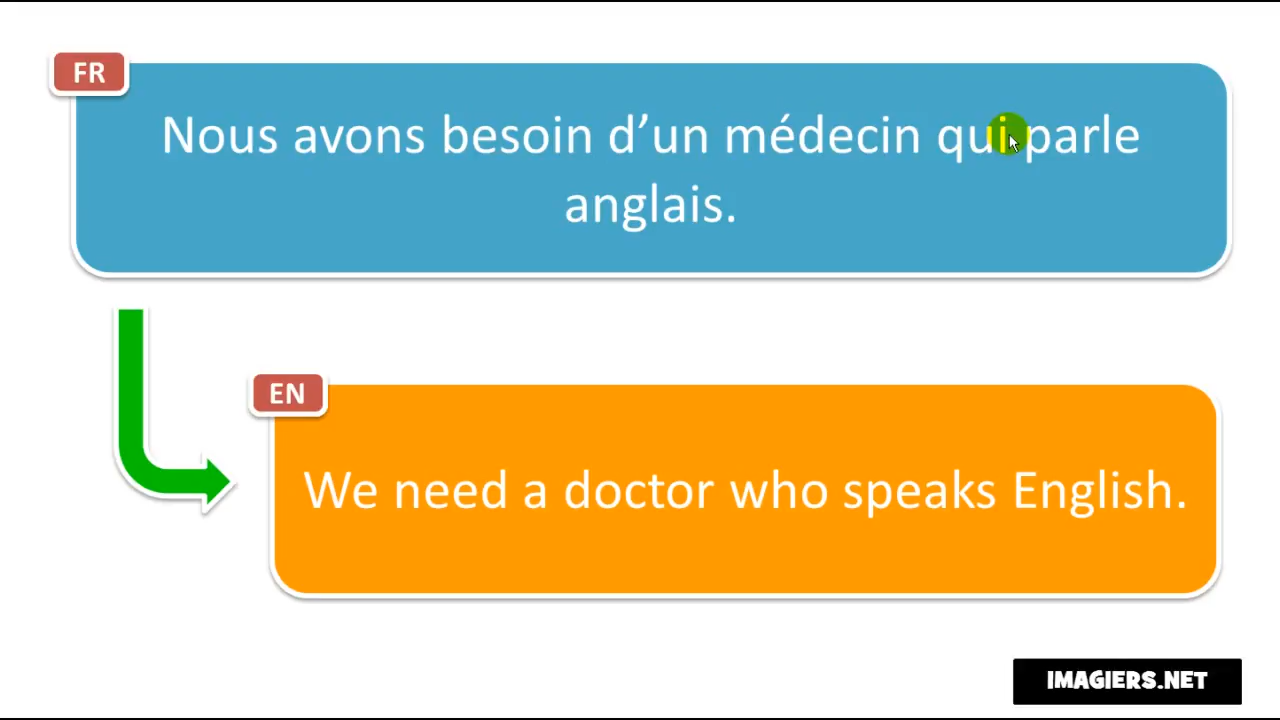 FR
Nous avons besoin d’un médecin qui parle
anglais.
EN
We need a doctor who speaks English.
IMAGIERS.NET